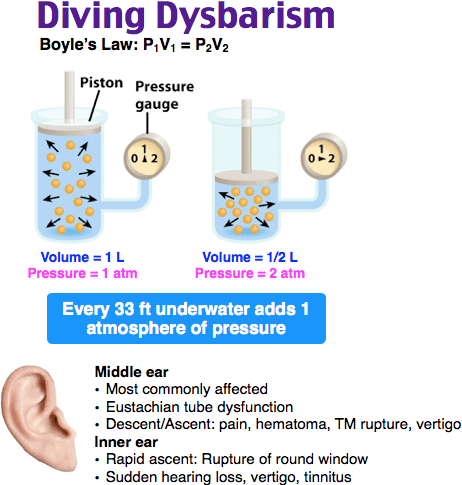 Diving Dysbarism
Boyle's Law: P₁V₁ = P₂V₂
Piston
Pressure
gauge
1
0 2
1
0 2
Volume = 1 L
Pressure = 1 atm
Volume = 1/2 L
Pressure = 2 atm
Every 33 ft underwater adds 1
atmosphere of pressure
Middle ear
• Most commonly affected
• Eustachian tube dysfunction
• Descent/Ascent: pain, hematoma, TM rupture, vertigo
Inner ear
• Rapid ascent: Rupture of round window
• Sudden hearing loss, vertigo, tinnitus